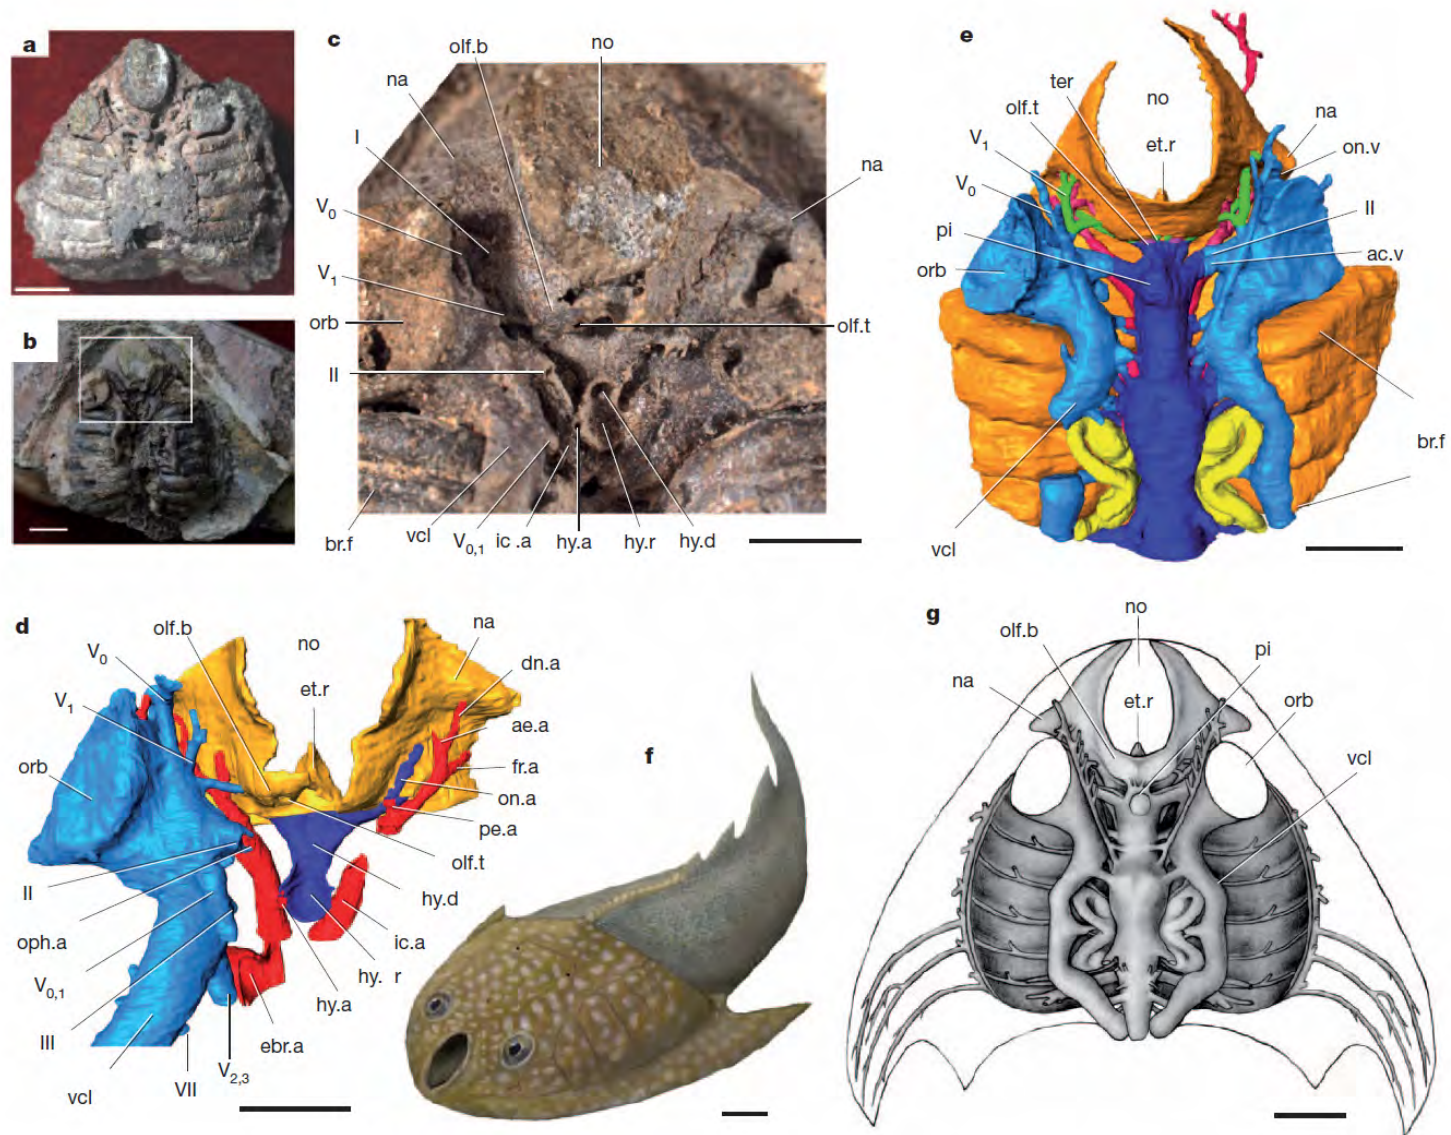 a
b
c
olf.b
no
na
I
na
V0
V1
orb
olf.t
II
br.f
vcl
V0,1
ic .a
hy.a
hy.r
hy.d
e
ter
no
olf.t
na
V1
et.r
on.v
V0
II
pi
ac.v
orb
br.f
vcl
d
olf.b
no
na
V0
dn.a
et.r
V1
ae.a
orb
fr.a
on.a
pe.a
olf.t
II
hy.d
oph.a
ic.a
V0,1
hy. r
hy.a
III
ebr.a
V2,3
VII
vcl
f
g
no
olf.b
pi
na
et.r
orb
vcl